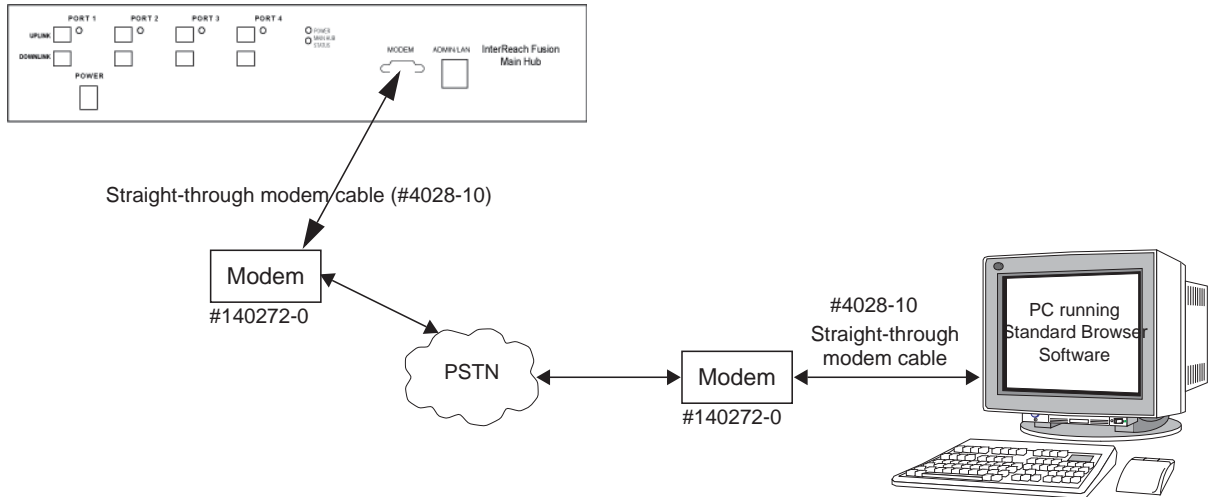 PORT 1 PORT 2 PORT 3 PORT 4
UPLINK
DOWNLINK
POWER
MAIN HUB
STATUS
POWER
MODEM
ADMIN/LAN
InterReach Fusion
Main Hub
Straight-through modem cable (#4028-10)
Modem
#140272-0
PSTN
Modem
#140272-0
#4028-10
Straight-through
modem cable
PC running
Standard Browser
Software